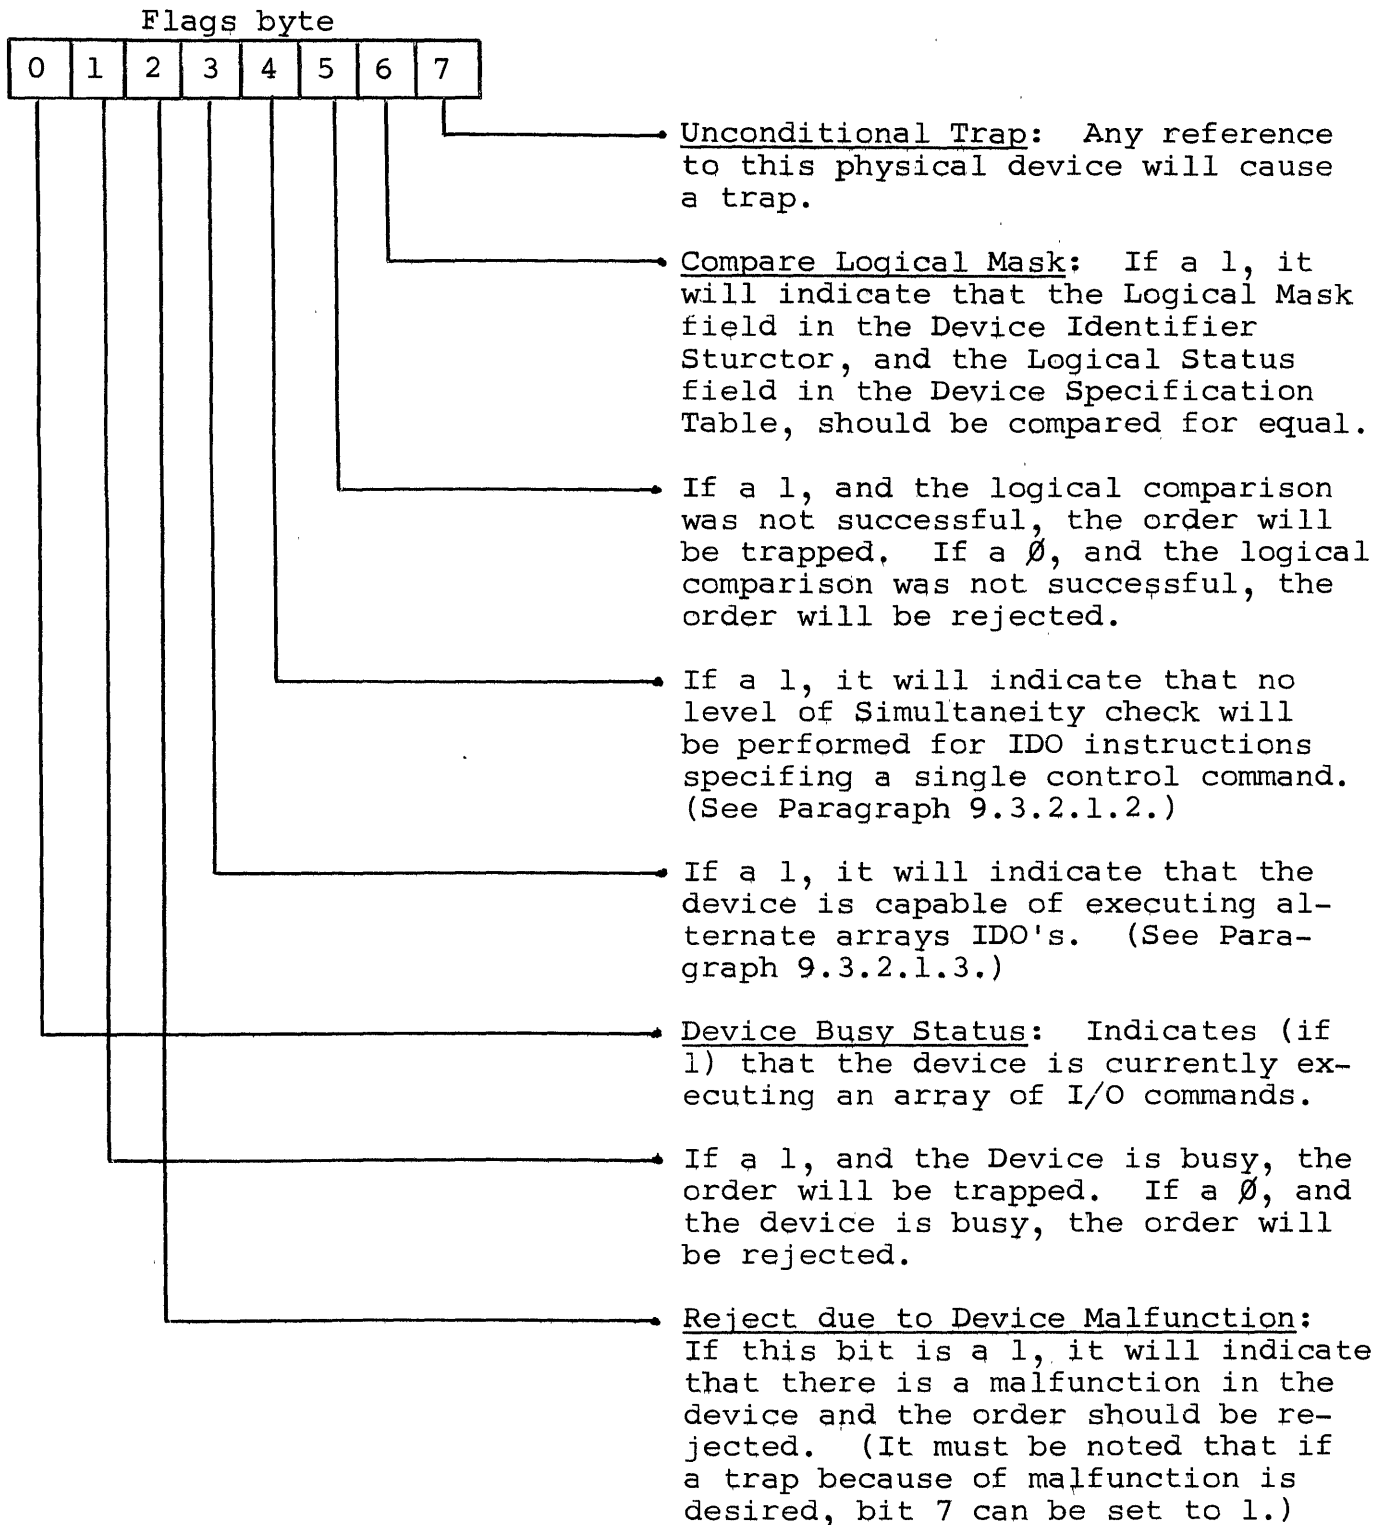 Flags byte
0 1 2 3 4 5 6 7
Unconditional Trap: Any reference
to this physical device will cause
a trap.
Compare Logical Mask: If a 1, it
will indicate that the Logical Mask
field in the Device Identifier
Sturctor, and the Logical Status
field in the Device Specification
Table, should be compared for equal.
If a 1, and the logical comparison
was not successful, the order will
be trapped. If a Ø, and the logical
comparison was not successful, the
order will be rejected.
If a 1, it will indicate that no
level of Simultaneity check will
be performed for IDO instructions
specifing a single control command.
(See Paragraph 9.3.2.1.2.)
If a 1, it will indicate that the
device is capable of executing al-
ternate arrays IDO's. (See Para-
graph 9.3.2.1.3.)
Device Busy Status: Indicates (if
1) that the device is currently ex-
ecuting an array of I/O commands.
If a 1, and the Device is busy, the
order will be trapped. If a Ø, and
the device is busy, the order will
be rejected.
Reject due to Device Malfunction:
If this bit is a 1, it will indicate
that there is a malfunction in the
device and the order should be re-
jected. (It must be noted that if
a trap because of malfunction is
desired, bit 7 can be set to 1.)